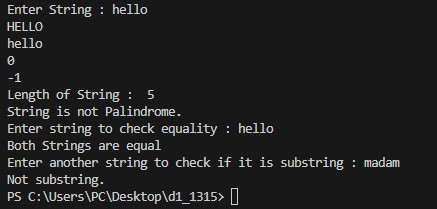 Enter String : hello
HELLO
hello
0
-1
Length of String :  5
String is not Palindrome.
Enter string to check equality : hello
Both Strings are equal
Enter another string to check if it is substring : madam
Not substring.
PS C:\Users\PC\Desktop\d1_1315>